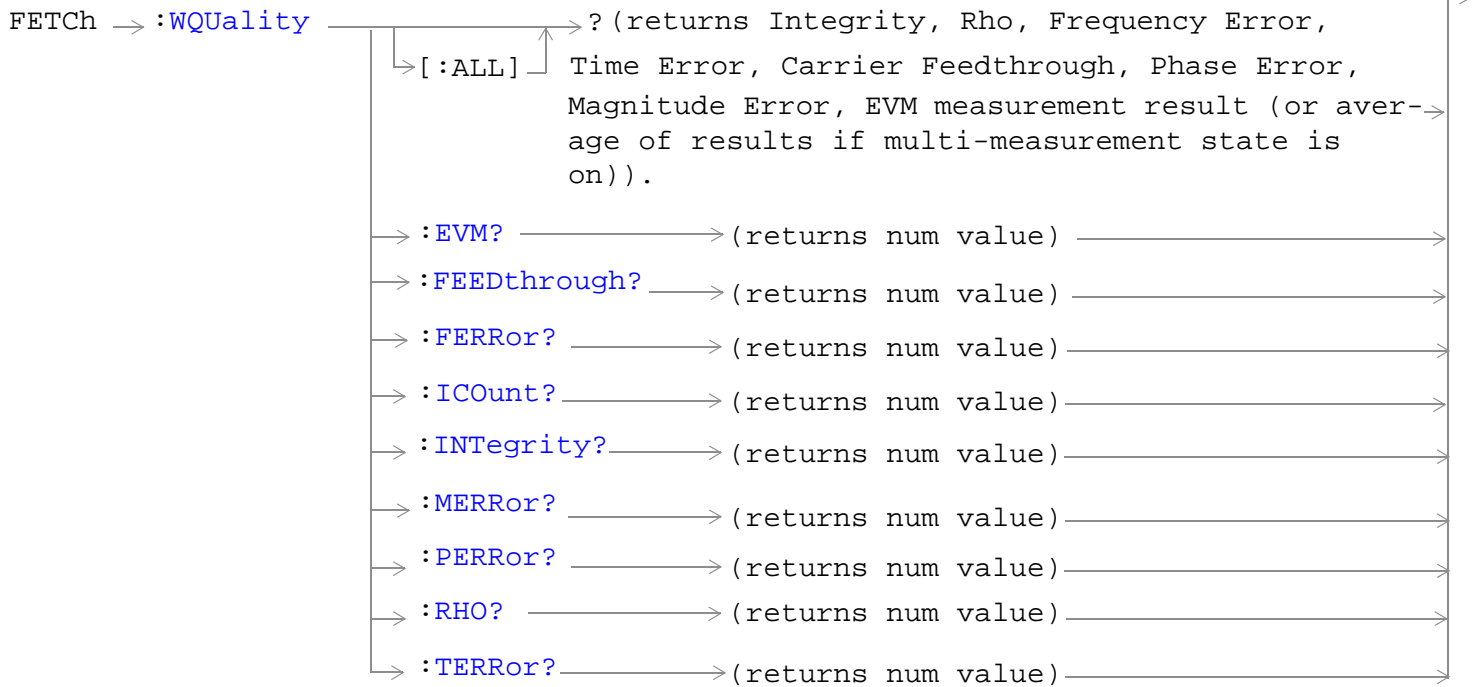 FETCh :WQUality ?(returns Integrity, Rho, Frequency Error,
[:ALL] Time Error, Carrier Feedthrough, Phase Error,
Magnitude Error, EVM measurement result (or aver-
age of results if multi-measurement state is
on)).
:EVM? (returns num value)
:FEEDthrough? (returns num value)
:FERRor? (returns num value)
:ICOunt? (returns num value)
:INTegrity? (returns num value)
:MERRor? (returns num value)
:PERRor? (returns num value)
:RHO? (returns num value)
:TERRor? (returns num value)